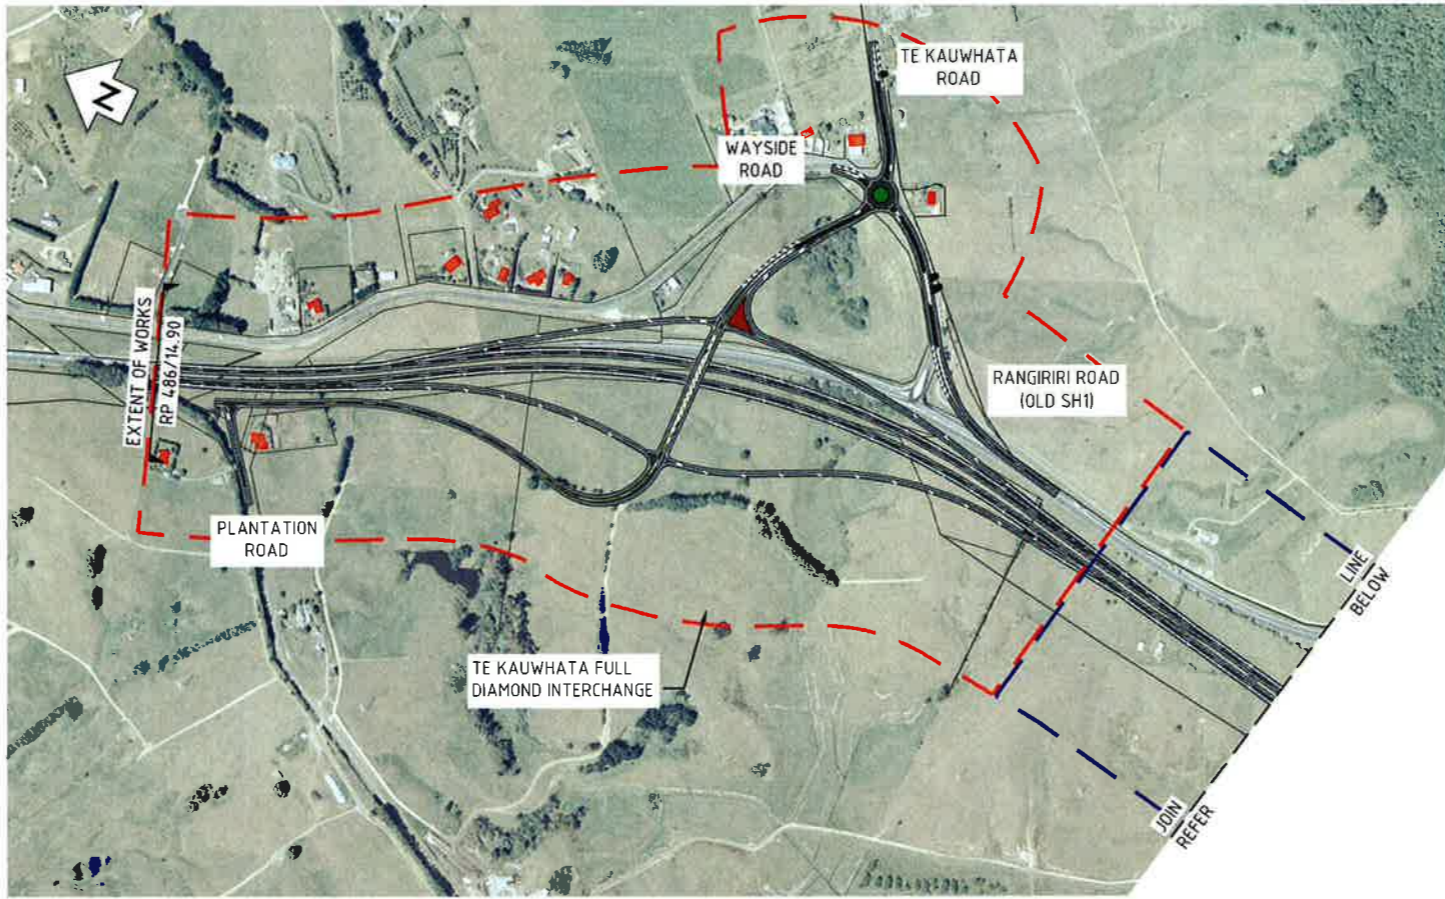 TE KAUWHATA
ROAD
N
WAYSIDE
ROAD
EXTENT OF WORKS
RP 486/14.90
RANGIRIRI ROAD
(OLD SH1)
PLANTATION
ROAD
LINE
BELOW
TE KAUWHATA FULL
DIAMOND INTERCHANGE
JOIN
REFER